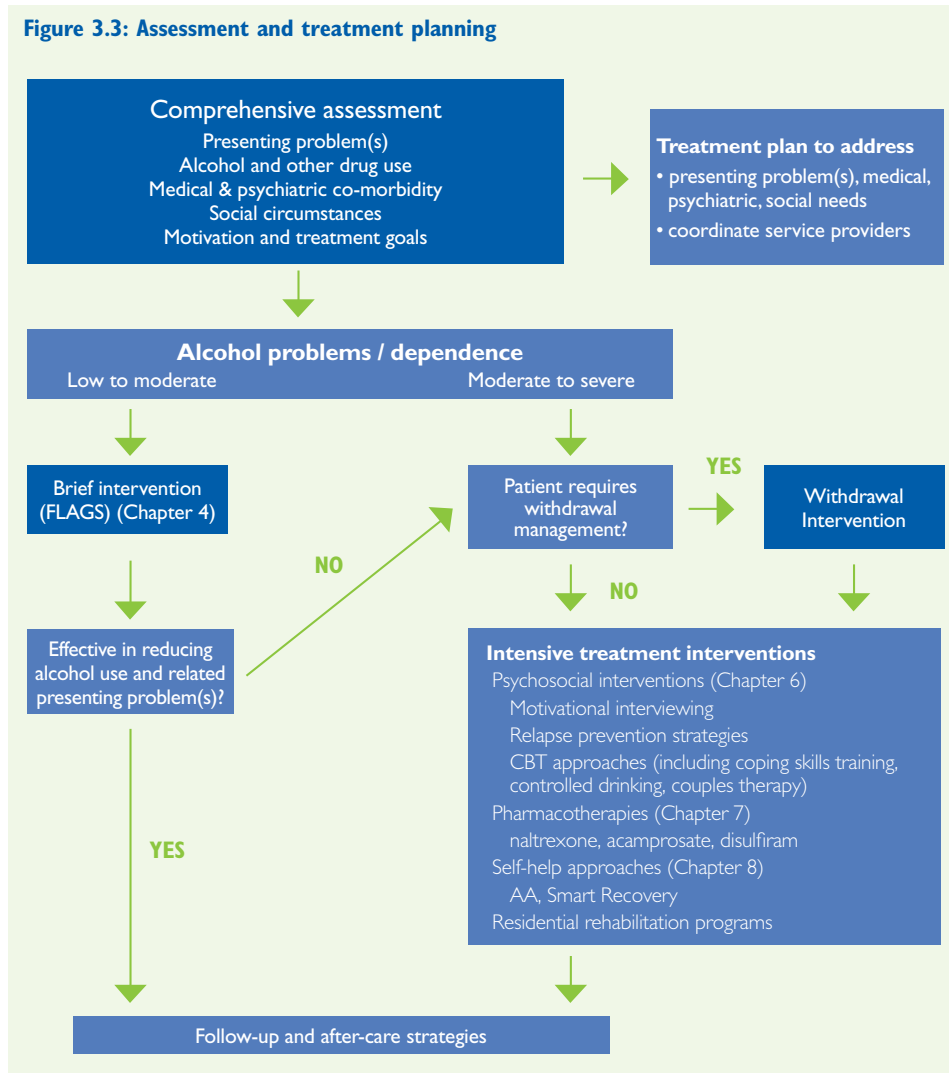 Figure 3.3: Assessment and treatment planning
Comprehensive assessment
Presenting problem(s)
Alcohol and other drug use
Medical & psychiatric co-morbidity
Social circumstances
Motivation and treatment goals
Treatment plan to address
• presenting problem(s), medical,
psychiatric, social needs
• coordinate service providers
Alcohol problems / dependence
Low to moderate
Moderate to severe
Brief intervention
(FLAGS) (Chapter 4)
Patient requires
withdrawal
management?
YES
Withdrawal
Intervention
NO
NO
Effective in reducing
alcohol use and related
presenting problem(s)?
Intensive treatment interventions
Psychosocial interventions (Chapter 6)
Motivational interviewing
Relapse prevention strategies
CBT approaches (including coping skills training,
controlled drinking, couples therapy)
Pharmacotherapies (Chapter 7)
naltrexone, acamprosate, disulfiram
Self-help approaches (Chapter 8)
AA, Smart Recovery
Residential rehabilitation programs
YES
Follow-up and after-care strategies